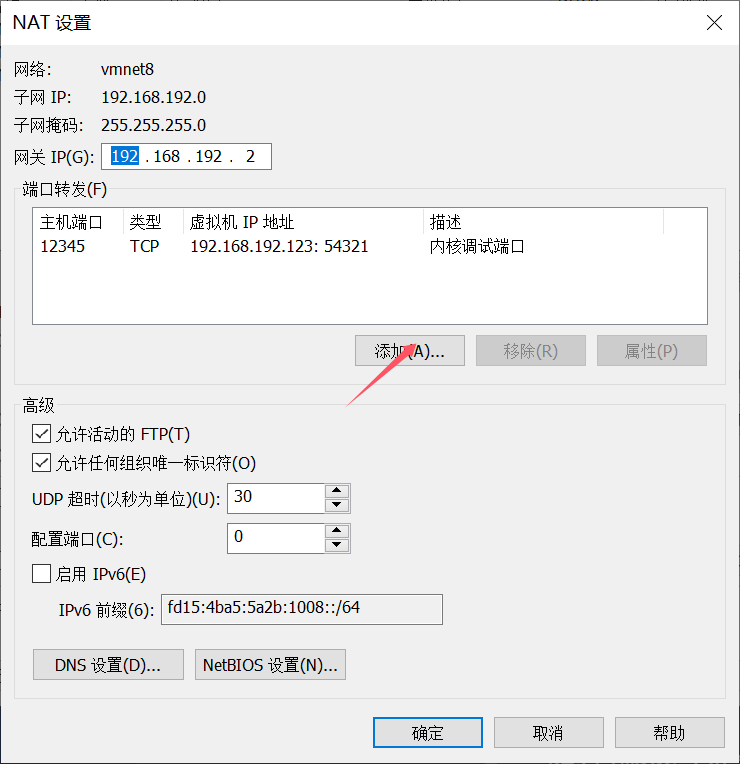 NAT 设置
网络: vmnet8
子网 IP: 192.168.192.0
子网掩码: 255.255.255.0
网关 IP(G): 192 . 168 . 192 . 2
端口转发(F)
主机端口 类型 虚拟机 IP 地址 描述
12345 TCP 192.168.192.123: 54321 内核调试端口
添加(A)... 移除(R) 属性(P)
高级
允许活动的 FTP(T)
允许任何组织唯一标识符(O)
UDP 超时(以秒为单位)(U): 30
配置端口(C): 0
启用 IPv6(E)
IPv6 前缀(6): fd15:4ba5:5a2b:1008::/64
DNS 设置(D)... NetBIOS 设置(N)...
确定 取消 帮助